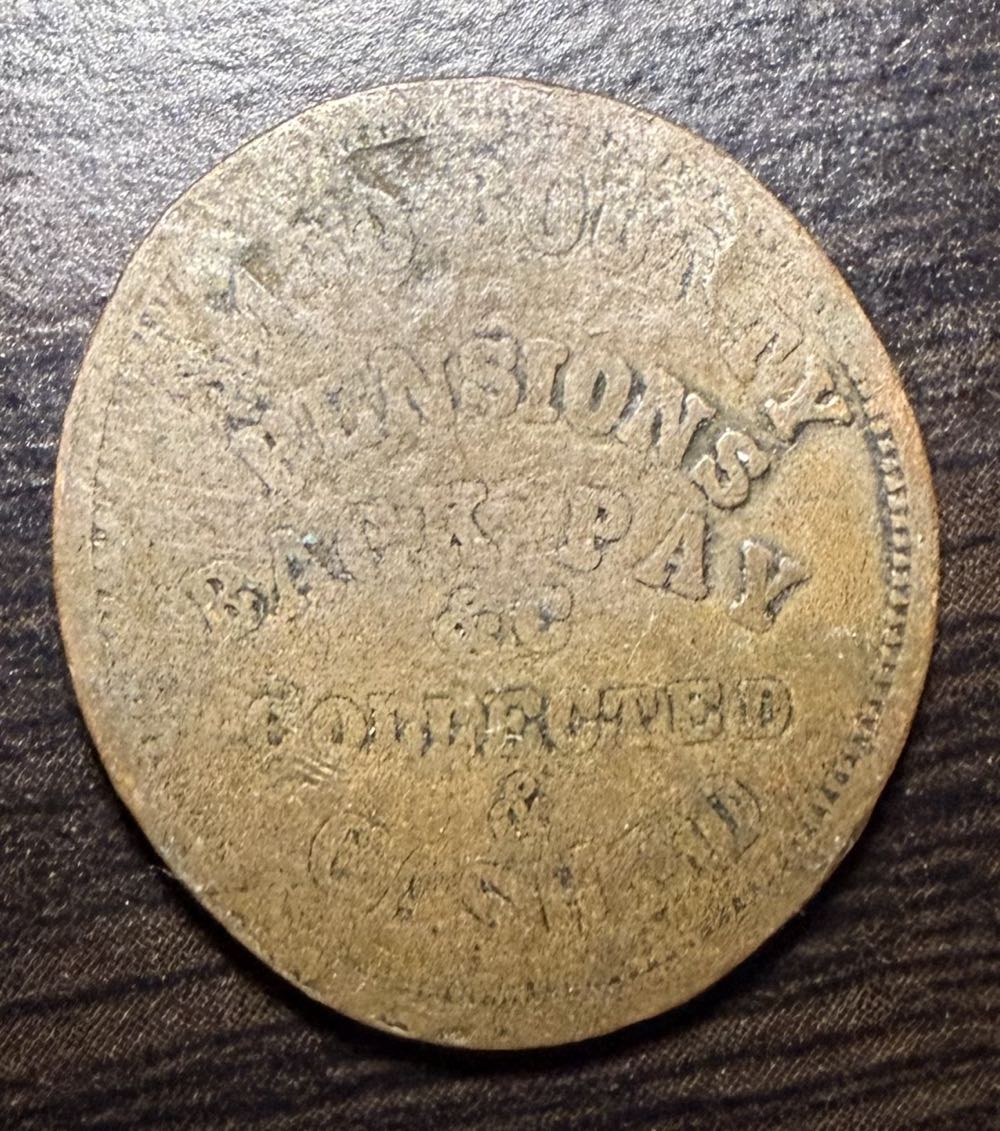 BOUNTY
PENSIONS
BACK PAY
&C
COLLECTED
&
CASHED